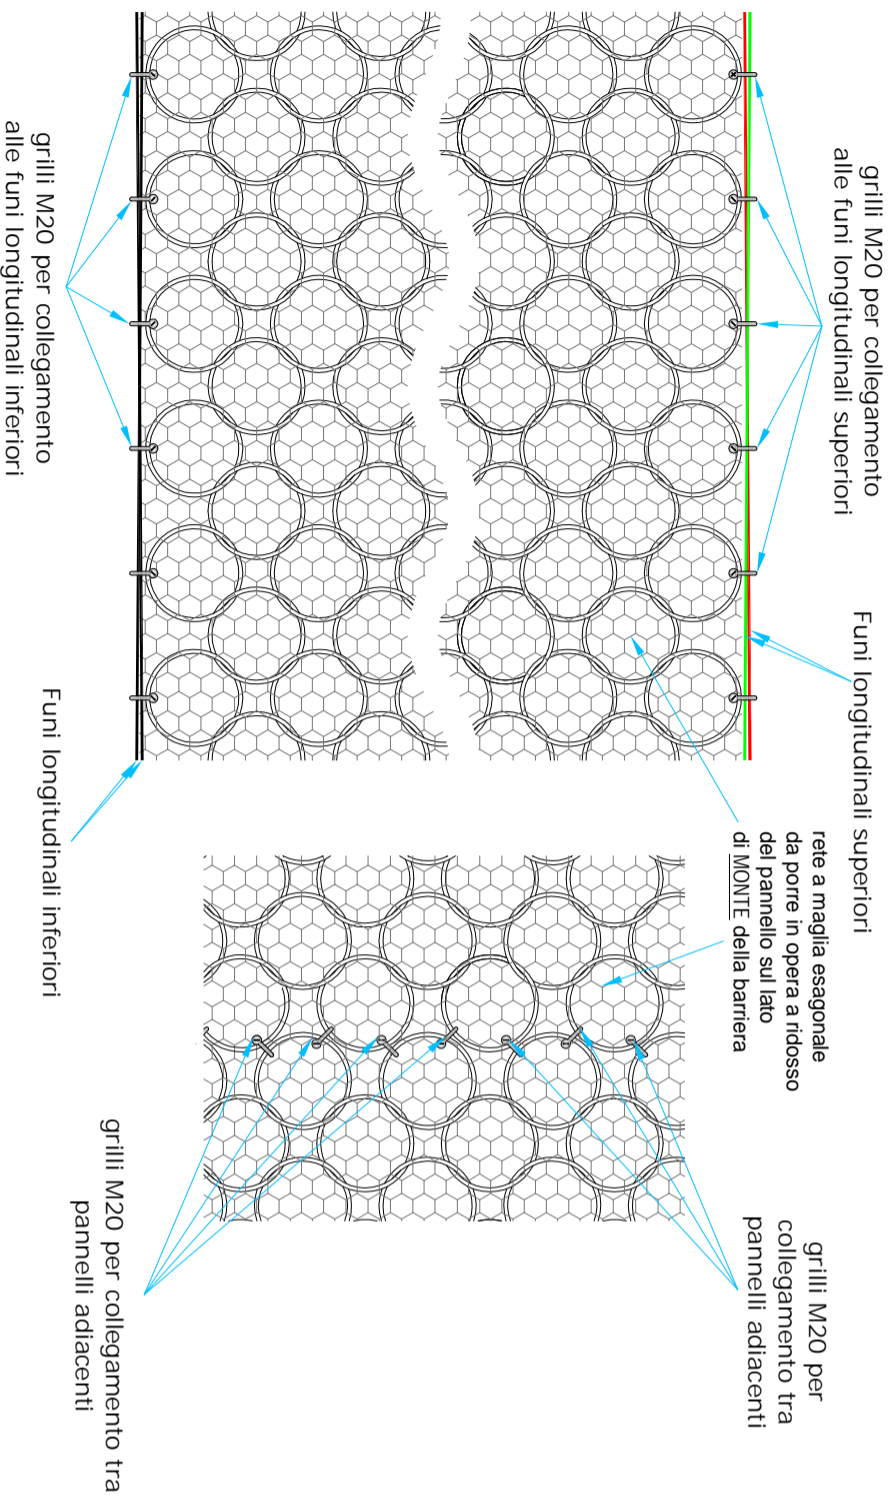 grilli M20 per collegamento
alle funi longitudinali superiori
Funi longitudinali superiori
rete a maglia esagonale
da porre in opera a ridosso
del pannello sul lato
di MONTE della barriera
grilli M20 per
collegamento tra
pannelli adiacenti
grilli M20 per collegamento
alle funi longitudinali inferiori
Funi longitudinali inferiori
grilli M20 per collegamento tra
pannelli adiacenti